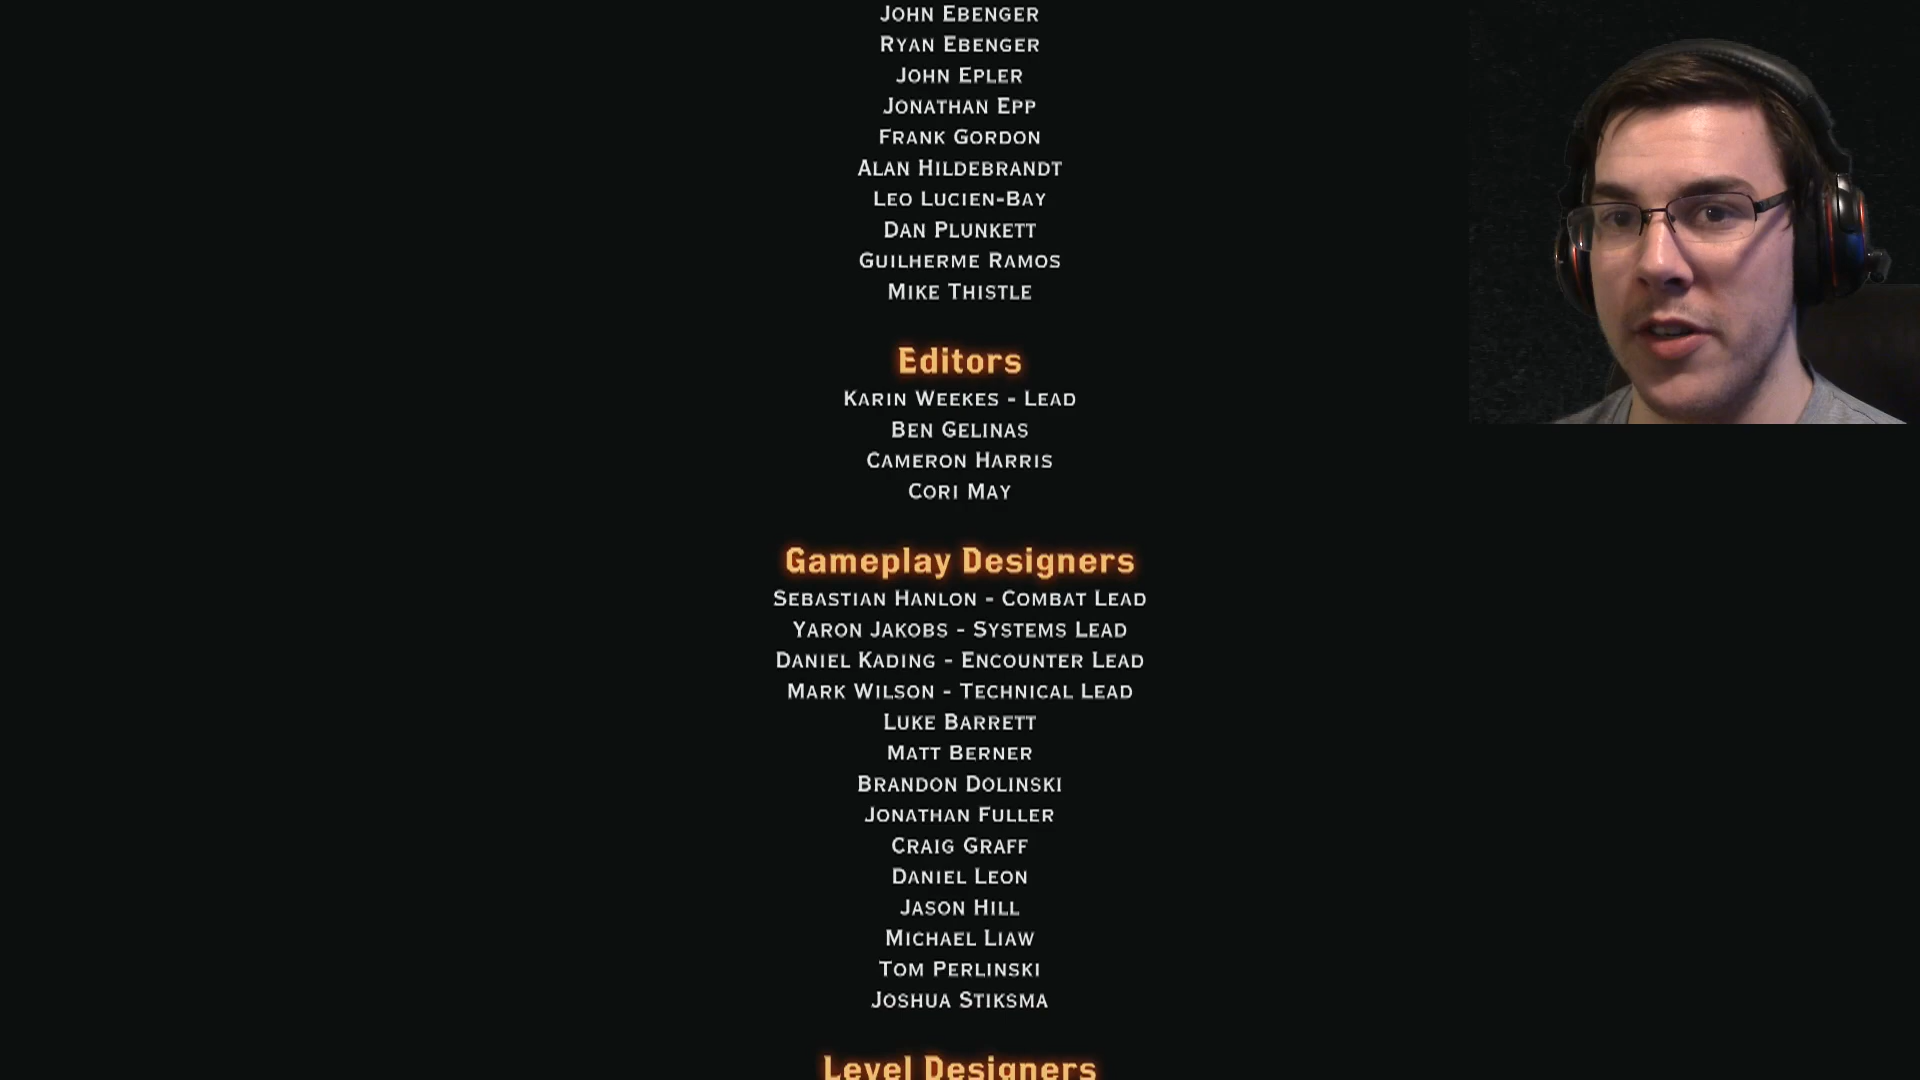 JOHN EBENGER
RYAN EBENGER
JOHN EPLER
JONATHAN EPP
FRANK GORDON
ALAN HILDEBRANDT
LEO LUCIEN-BAY
DAN PLUNKETT
GUILHERME RAMOS
MIKE THISTLE
Editors
KARIN WEEKES - LEAD
BEN GELINAS
CAMERON HARRIS
CORI MAY
Gameplay Designers
SEBASTIAN HANLON - COMBAT LEAD
YARON JAKOBS - SYSTEMS LEAD
DANIEL KADING - ENCOUNTER LEAD
MARK WILSON - TECHNICAL LEAD
LUKE BARRETT
MATT BERNER
BRANDON DOLINSKI
JONATHAN FULLER
CRAIG GRAFF
DANIEL LEON
JASON HILL
MICHAEL LIAW
TOM PERLINSKI
JOSHUA STIKSMA
Level Designers